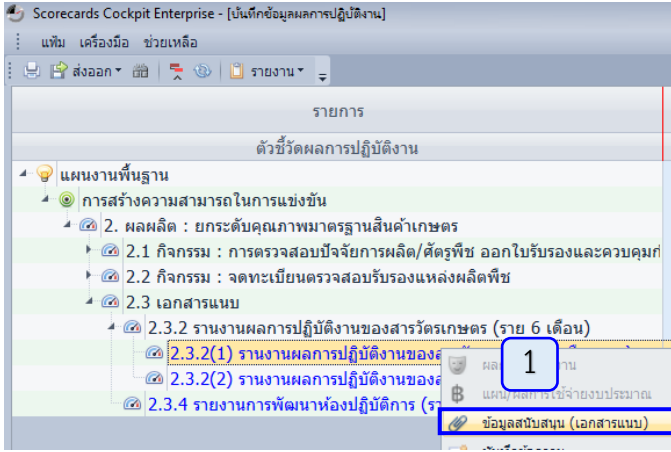 Scorecards Cockpit Enterprise - [บันทึกข้อมูลผลการปฏิบัติงาน]
แฟ้ม เครื่องมือ ช่วยเหลือ
ส่งออก รายงาน
รายการ
ตัวชี้วัดผลการปฏิบัติงาน
แผนงานพื้นฐาน
การสร้างความสามารถในการแข่งขัน
2. ผลผลิต : ยกระดับคุณภาพมาตรฐานสินค้าเกษตร
2.1 กิจกรรม : การตรวจสอบปัจจัยการผลิต/ศัตรูพืช ออกใบรับรองและควบคุม
2.2 กิจกรรม : จดทะเบียนตรวจสอบรับรองแหล่งผลิตพืช
2.3 เอกสารแนบ
2.3.2 รานงานผลการปฏิบัติงานของสารวัตรเกษตร (ราย 6 เดือน)
2.3.2(1) รานงานผลการปฏิบัติงานของ
1
2.3.2(2) รานงานผลการปฏิบัติงานของ
แผน/ผลการใช้จ่ายงบประมาณ
2.3.4 รายงานการพัฒนาห้องปฏิบัติการ
ข้อมูลสนับสนุน (เอกสารแนบ)